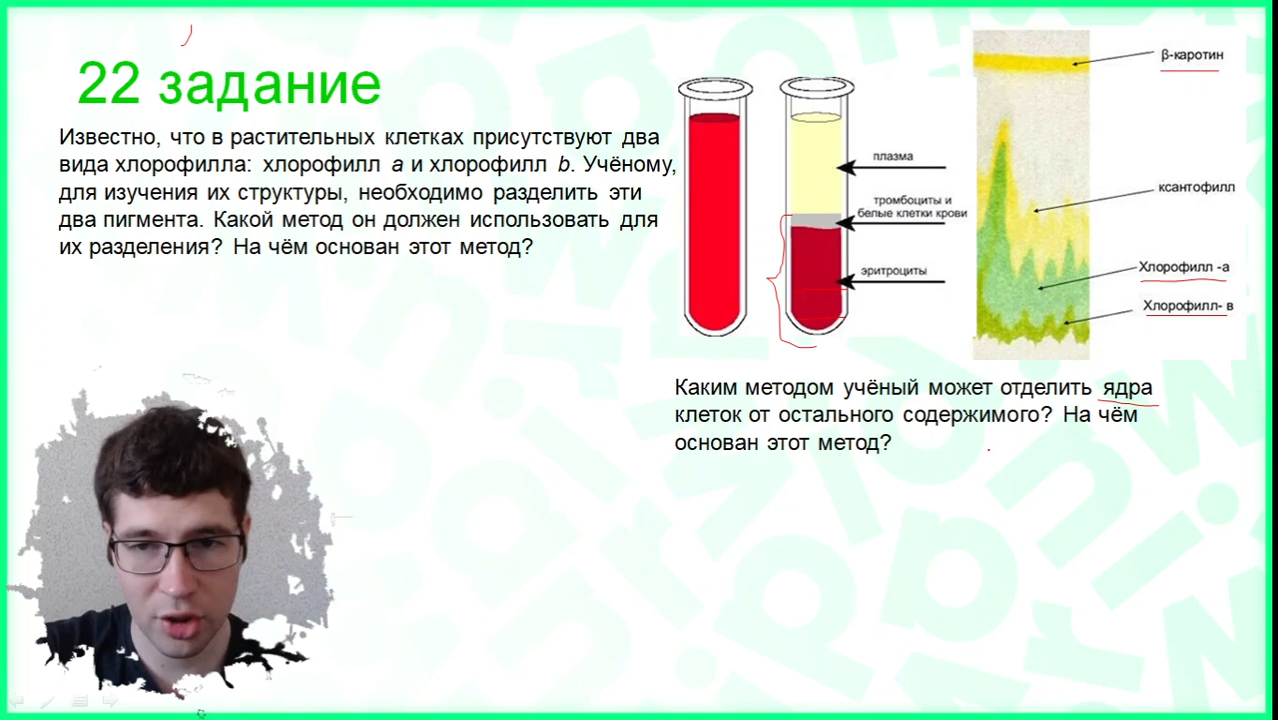 22 задание
Известно, что в растительных клетках присутствуют два
вида хлорофилла: хлорофилл a и хлорофилл b. Учёному,
для изучения их структуры, необходимо разделить эти
два пигмента. Какой метод он должен использовать для
их разделения? На чём основан этот метод?
плазма
тромбоциты и
белые клетки крови
эритроциты
β-каротин
ксантофилл
Хлорофилл -а
Хлорофилл- в
Каким методом учёный может отделить ядра
клеток от остального содержимого? На чём
основан этот метод?